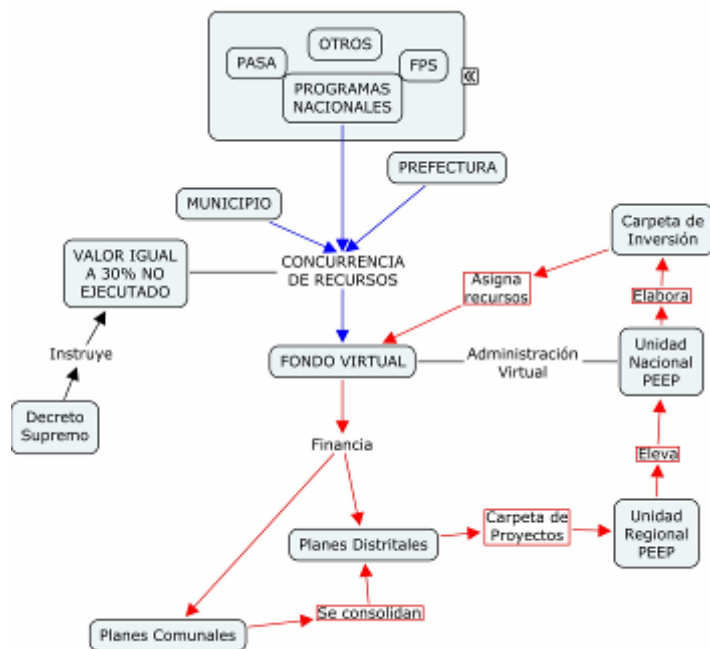 OTROS
PASA
FPS
PROGRAMAS
NACIONALES
PREFECTURA
MUNICIPIO
Carpeta de
Inversión
VALOR IGUAL
A 30% NO
EJECUTADO
CONCURRENCIA
DE RECURSOS
Asigna
recursos
Elabora
Instruye
FONDO VIRTUAL
Administración
Virtual
Unidad
Nacional
PEEP
Decreto
Supremo
Financia
Eleva
Planes Distritales
Carpeta de
Proyectos
Unidad
Regional
PEEP
Se consolidan
Planes Comunales